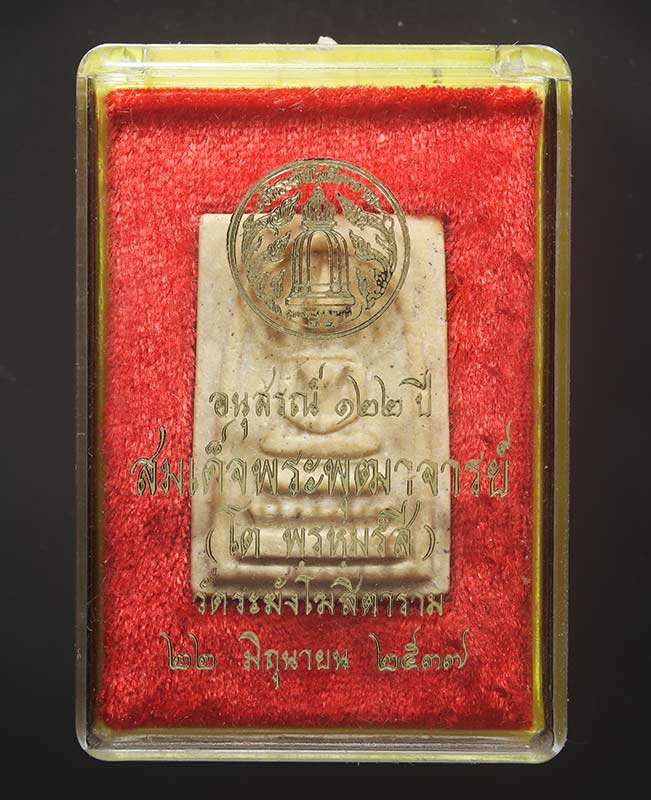 อนุสรณ์ ๑๒๒ ปี
สมเด็จพระพุฒาจารย์
(โต พรหฺมรํสี)
วัดระฆังโฆสิตาราม
๒๒ มิถุนายน ๒๕๓๗